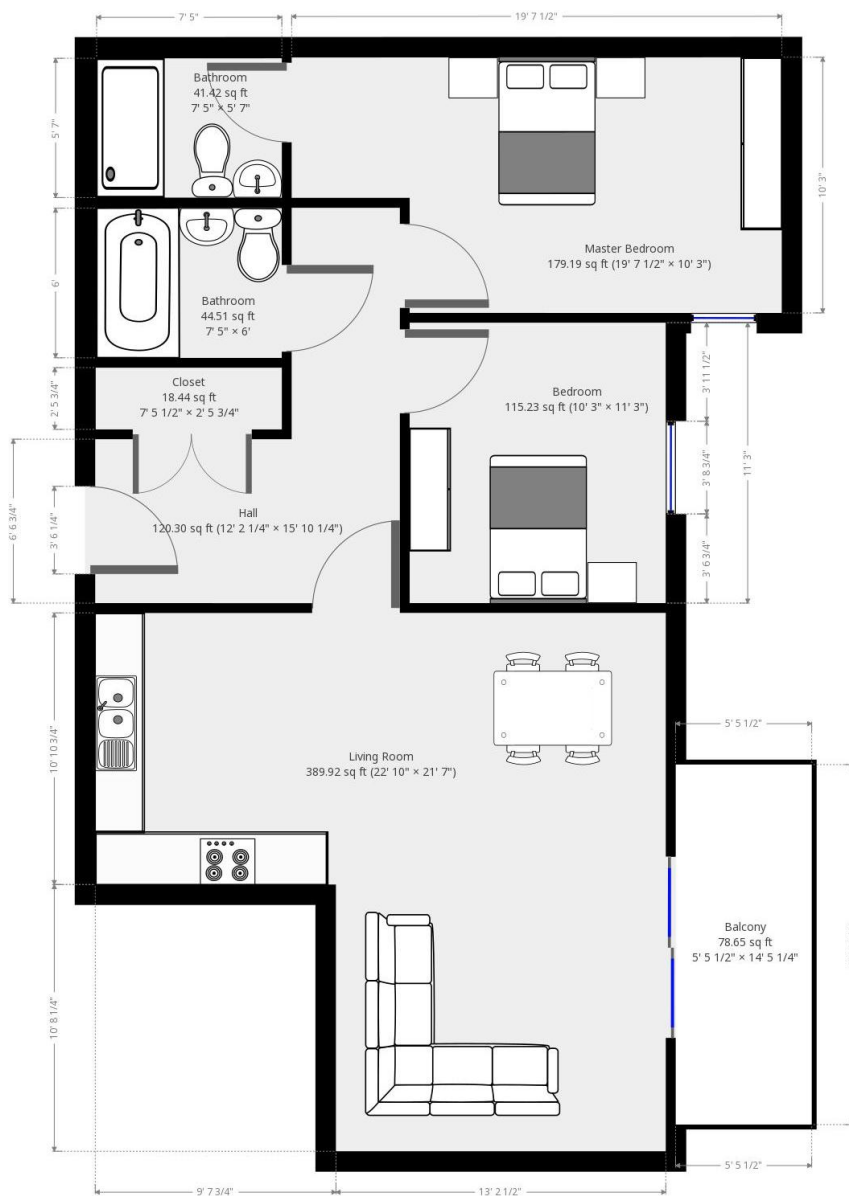 7' 5"
19' 7 1/2"
Bathroom
41.42 sq ft
7' 5" × 5' 7"
5' 7"
10' 3"
Master Bedroom
179.19 sq ft (19' 7 1/2" × 10' 3")
6'
Bathroom
44.51 sq ft
7' 5" × 6'
3' 11 1/2"
Closet
18.44 sq ft
7' 5 1/2" × 2' 5 3/4"
2' 5 3/4"
Bedroom
115.23 sq ft (10' 3" × 11' 3")
3' 8 3/4"
11' 3"
Hall
120.30 sq ft (12' 2 1/4" × 15' 10 1/4")
6' 6 3/4"
3' 6 1/4"
3' 6 3/4"
5' 5 1/2"
Living Room
389.92 sq ft (22' 10" × 21' 7")
10' 10 3/4"
Balcony
78.65 sq ft
5' 5 1/2" × 14' 5 1/4"
10' 8 1/4"
5' 5 1/2"
9' 7 3/4"
13' 2 1/2"